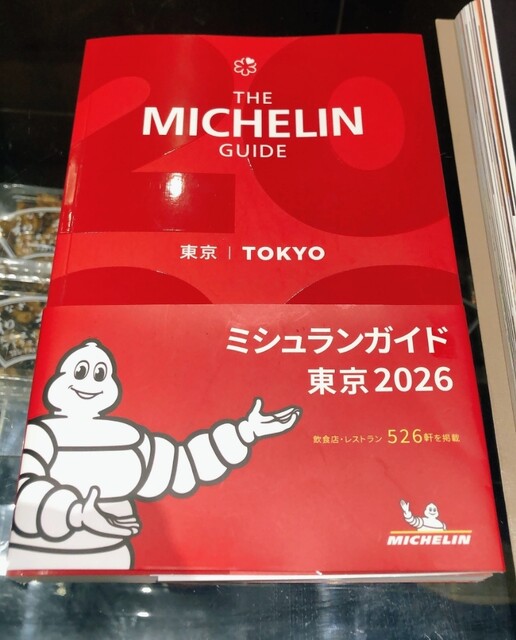 20
THE
MICHELIN
GUIDE
東京 | TOKYO
ミシュランガイド
東京2026
飲食店・レストラン 526軒を掲載
MICHELIN